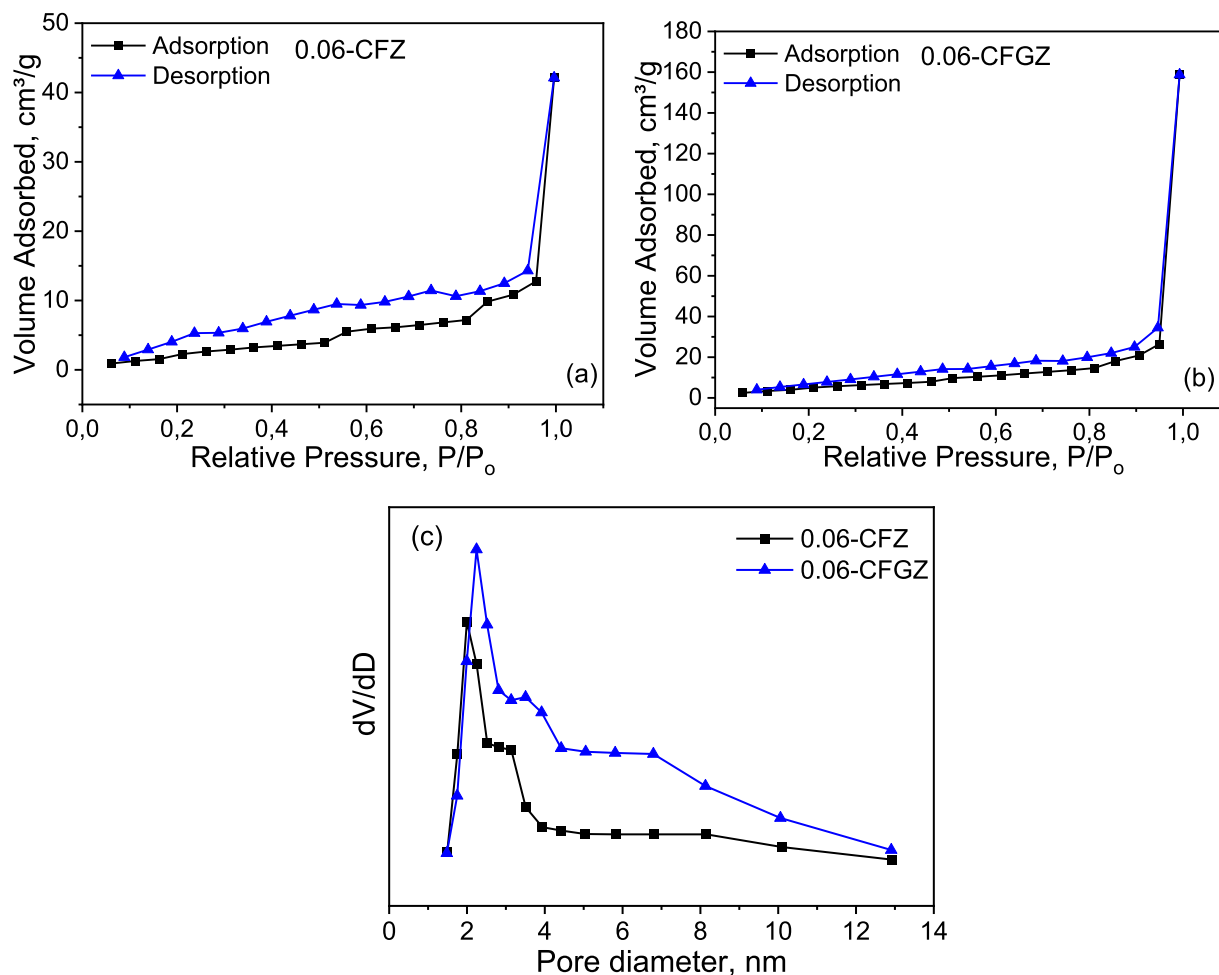 50
40
30
20
10
0
Volume Adsorbed, cm³/g
Adsorption
Desorption
0.06-CFZ
(a)
0,0 0,2 0,4 0,6 0,8 1,0
Relative Pressure, P/Pₒ
180
160
140
120
100
80
60
40
20
0
Volume Adsorbed, cm³/g
Adsorption
Desorption
0.06-CFGZ
(b)
0,0 0,2 0,4 0,6 0,8 1,0
Relative Pressure, P/Pₒ
(c)
0.06-CFZ
0.06-CFGZ
dV/dD
0 2 4 6 8 10 12 14
Pore diameter, nm